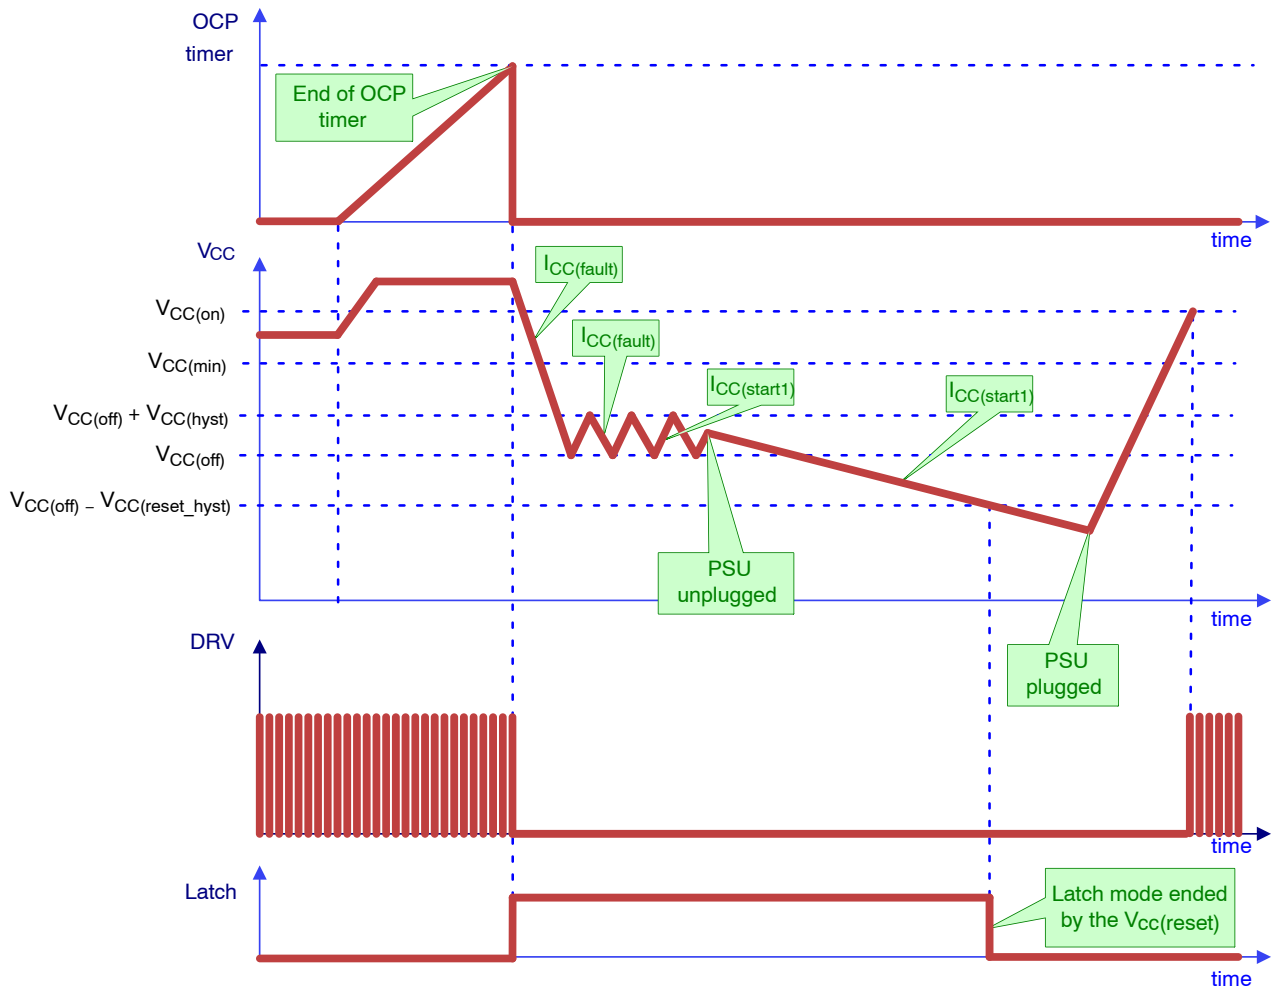 OCP
timer
End of OCP
timer
time
VCC
ICC(fault)
VCC(on)
ICC(fault)
VCC(min)
ICC(start1)
ICC(start1)
VCC(off) + VCC(hyst)
VCC(off)
VCC(off) – VCC(reset_hyst)
PSU
unplugged
time
DRV
PSU
plugged
time
Latch
Latch mode ended
by the Vcc(reset)
time